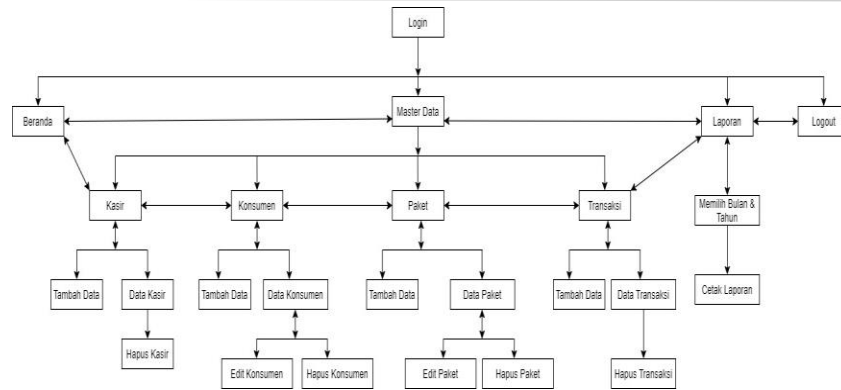 Login
Beranda
Master Data
Laporan
Logout
Kasir
Konsumen
Paket
Transaksi
Memilih Bulan &
Tahun
Tambah Data
Data Kasir
Tambah Data
Data Konsumen
Tambah Data
Data Paket
Tambah Data
Data Transaksi
Cetak Laporan
Hapus Kasir
Edit Konsumen
Hapus Konsumen
Edit Paket
Hapus Paket
Hapus Transaksi